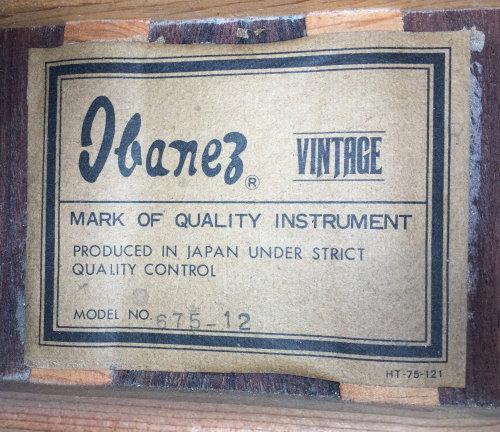 Ibanez®
VINTAGE
MARK OF QUALITY INSTRUMENT
PRODUCED IN JAPAN UNDER STRICT
QUALITY CONTROL
MODEL NO. 675-12
HT-75-121